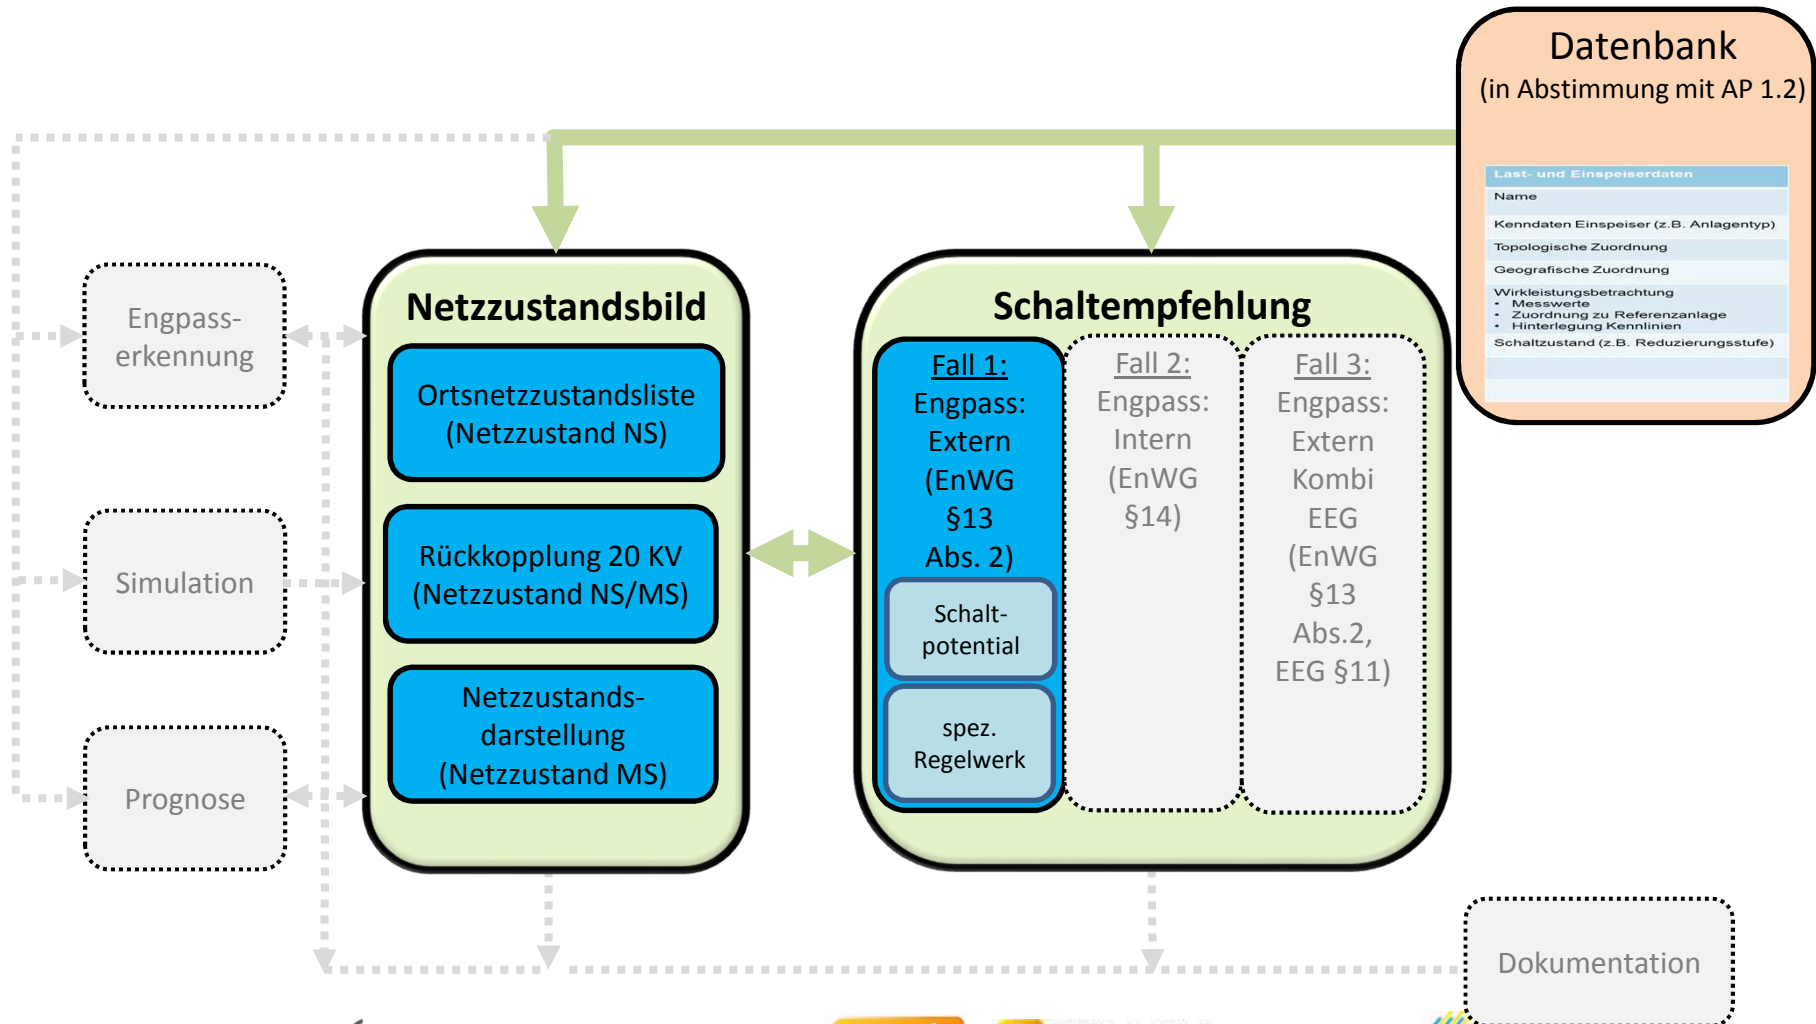 Datenbank
(in Abstimmung mit AP 1.2)
Last- und Einspeiserdaten
Name
Kenndaten Einspeiser (z.B. Anlagentyp)
Topologische Zuordnung
Geografische Zuordnung
Wirkleistungsbetrachtung
• Messwerte
• Zuordnung zu Referenzanlage
• Hinterlegung Kennlinien
Schaltzustand (z.B. Reduzierungsstufe)
Engpass-
erkennung
Simulation
Prognose
Netzzustandsbild
Ortsnetzzustandsliste
(Netzzustand NS)
Rückkopplung 20 KV
(Netzzustand NS/MS)
Netzzustands-
darstellung
(Netzzustand MS)
Schaltempfehlung
Fall 1:
Engpass:
Extern
(EnWG
§13
Abs. 2)
Schalt-
potential
spez.
Regelwerk
Fall 2:
Engpass:
Intern
(EnWG
§14)
Fall 3:
Engpass:
Extern
Kombi
EEG
(EnWG
§13
Abs.2,
EEG §11)
Dokumentation